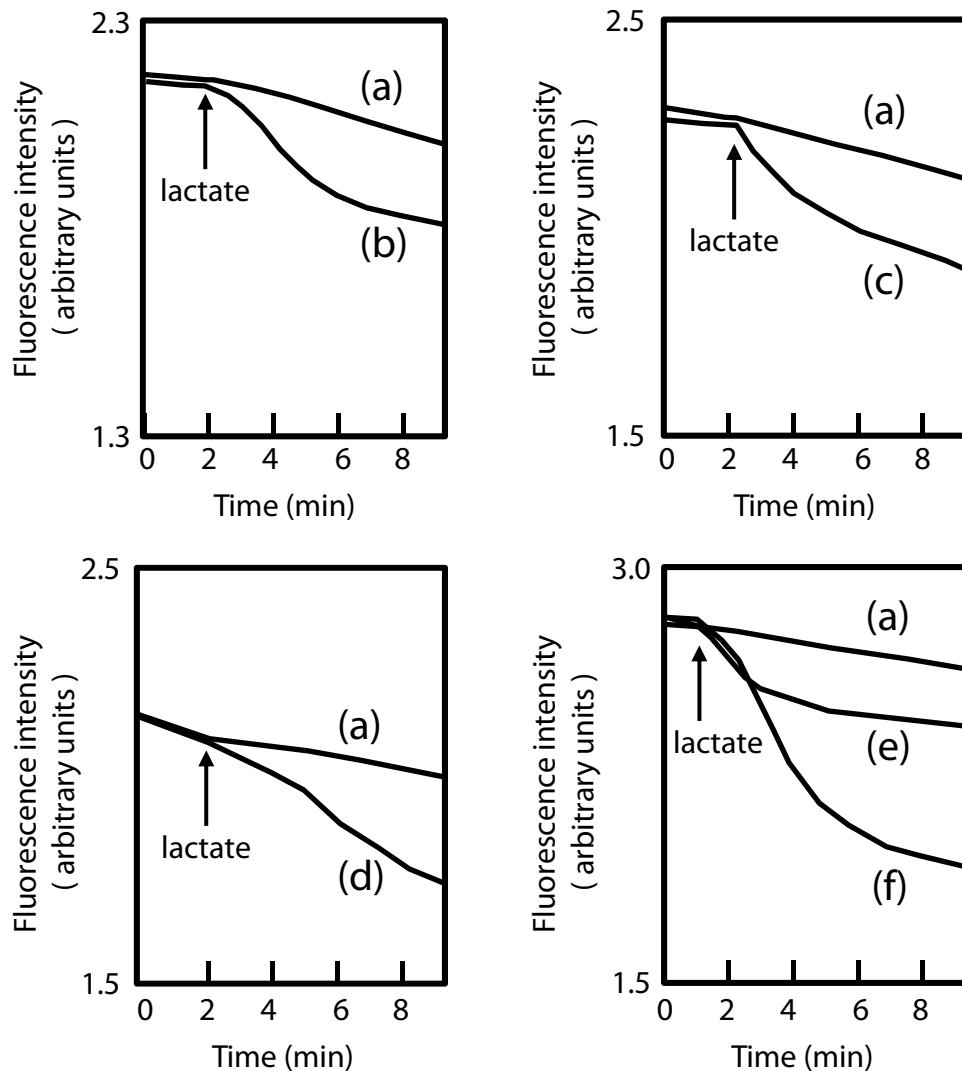 2.3
Fluorescence intensity
( arbitrary units )
(a)
lactate
(b)
1.3
0 2 4 6 8
Time (min)
2.5
Fluorescence intensity
( arbitrary units )
(a)
lactate
(c)
1.5
0 2 4 6 8
Time (min)
2.5
Fluorescence intensity
( arbitrary units )
(a)
lactate
(d)
1.5
0 2 4 6 8
Time (min)
3.0
Fluorescence intensity
( arbitrary units )
(a)
lactate
(e)
(f)
1.5
0 2 4 6 8
Time (min)